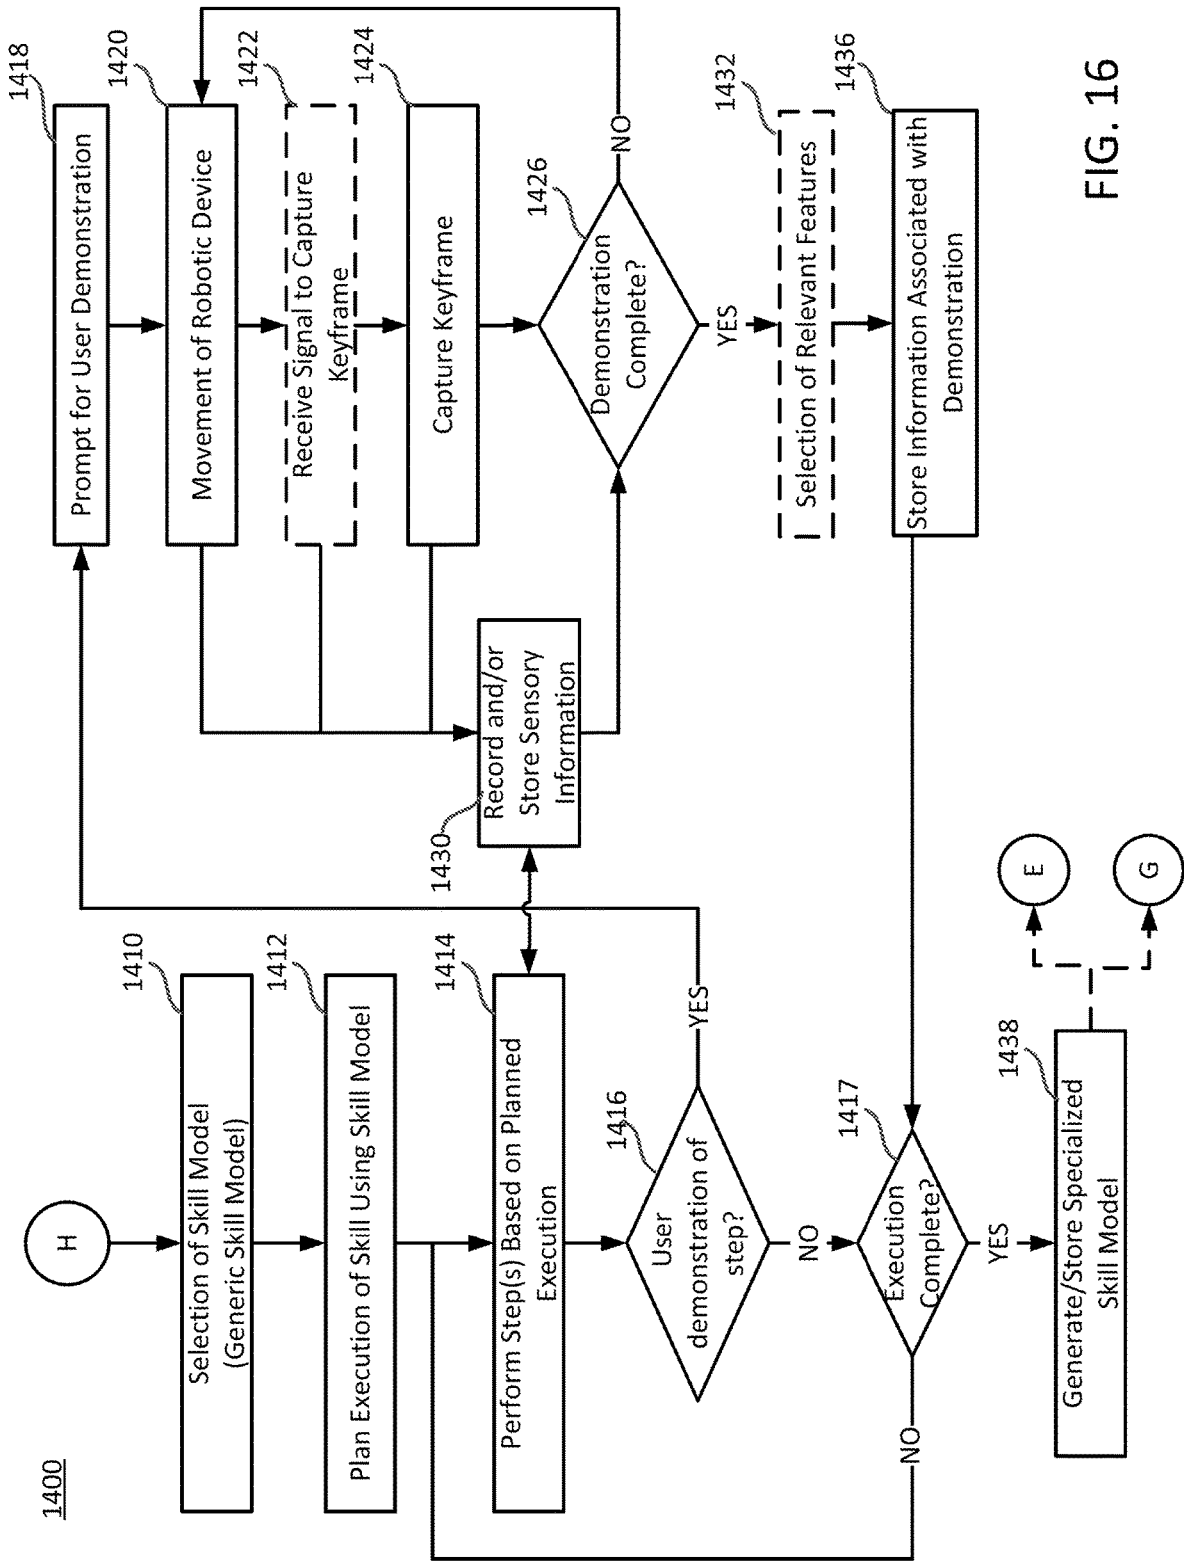 1400
H
Selection of Skill Model
(Generic Skill Model)
1410
Plan Execution of Skill Using Skill Model
1412
Perform Step(s) Based on Planned
Execution
1414
User
demonstration of
step?
1416
YES
NO
Execution
Complete?
1417
NO
YES
Generate/Store Specialized
Skill Model
1438
E
G
Prompt for User Demonstration
1418
Movement of Robotic Device
1420
Receive Signal to Capture
Keyframe
1422
Capture Keyframe
1424
Record and/or
Store Sensory
Information
1430
Demonstration
Complete?
1426
NO
YES
Selection of Relevant Features
1432
Store Information Associated with
Demonstration
1436
FIG. 16